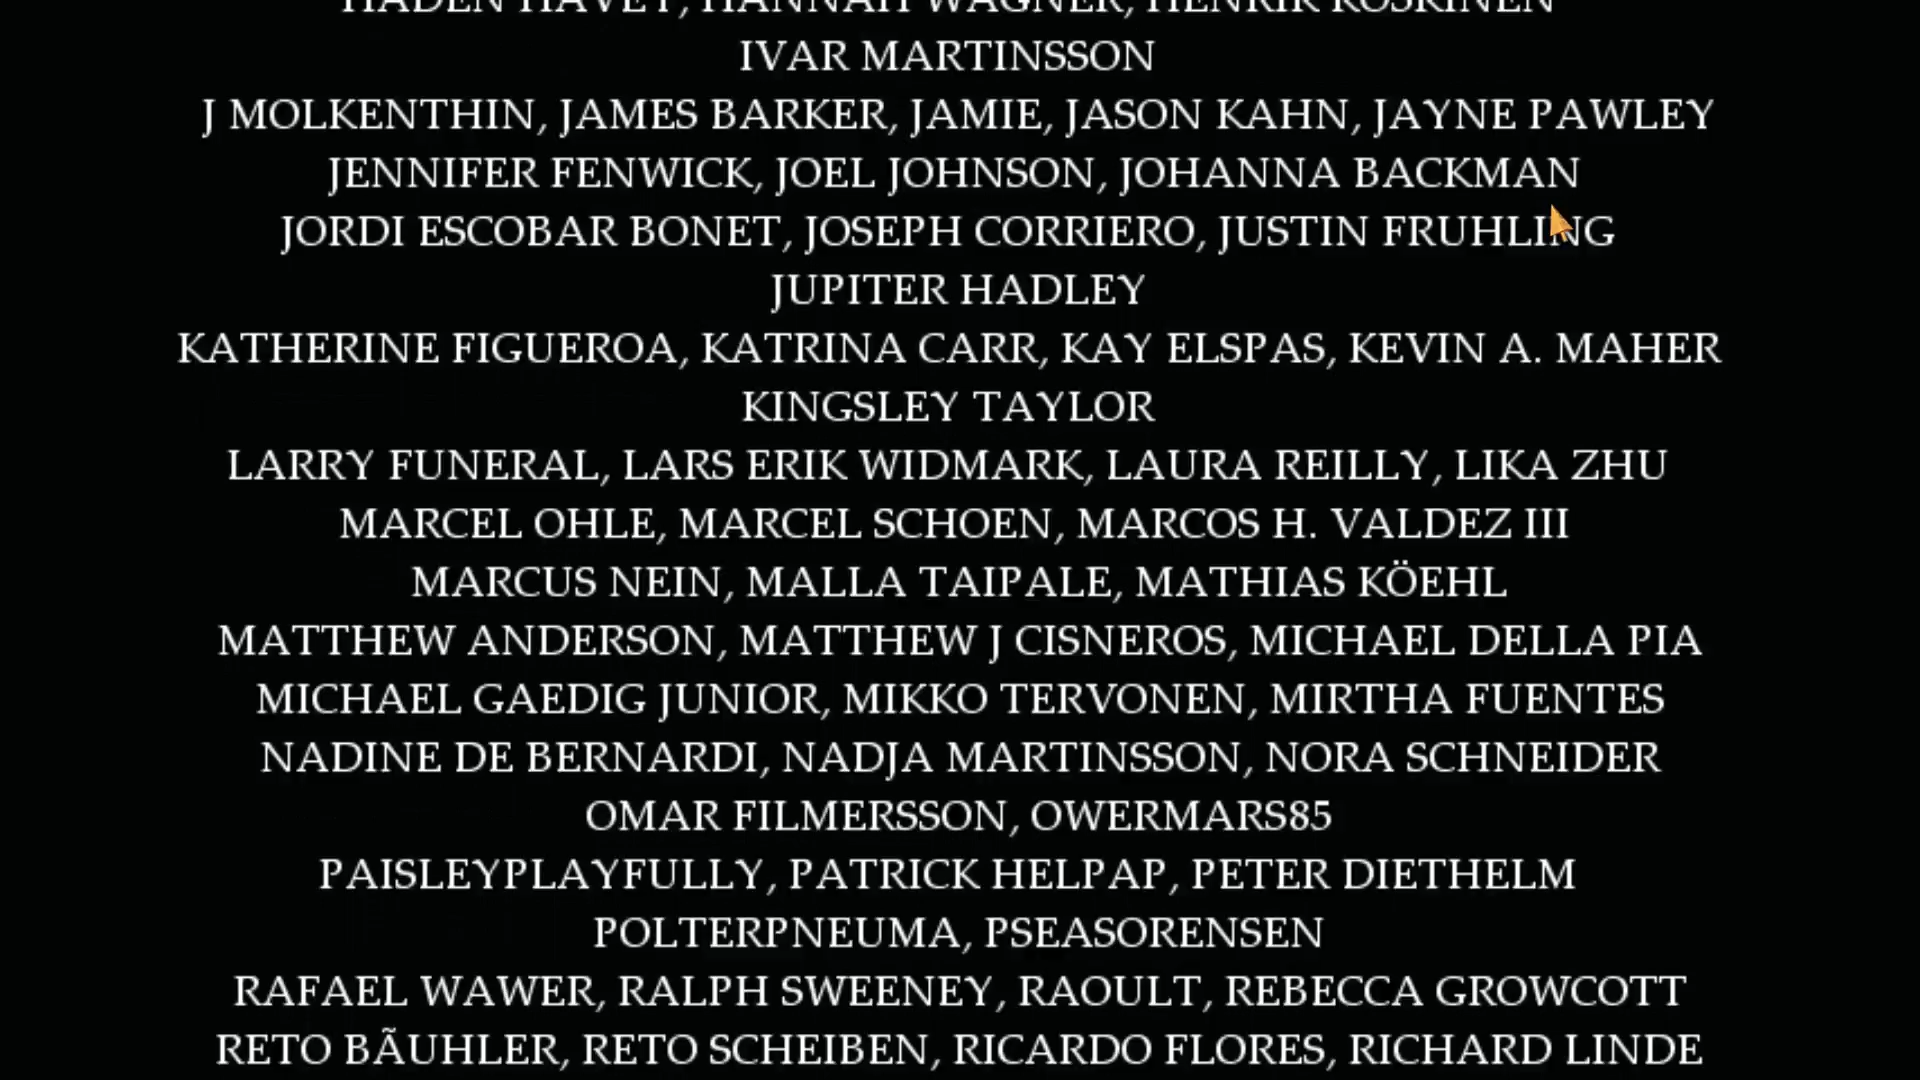 HADEN HAVEY, HANNAH WAGNER, HENRIK KOSKINEN
IVAR MARTINSSON
J MOLKENTHIN, JAMES BARKER, JAMIE, JASON KAHN, JAYNE PAWLEY
JENNIFER FENWICK, JOEL JOHNSON, JOHANNA BACKMAN
JORDI ESCOBAR BONET, JOSEPH CORRIERO, JUSTIN FRUHLING
JUPITER HADLEY
KATHERINE FIGUEROA, KATRINA CARR, KAY ELSPAS, KEVIN A. MAHER
KINGSLEY TAYLOR
LARRY FUNERAL, LARS ERIK WIDMARK, LAURA REILLY, LIKA ZHU
MARCEL OHLE, MARCEL SCHOEN, MARCOS H. VALDEZ III
MARCUS NEIN, MALLA TAIPALE, MATHIAS KÖEHL
MATTHEW ANDERSON, MATTHEW J CISNEROS, MICHAEL DELLA PIA
MICHAEL GAEDIG JUNIOR, MIKKO TERVONEN, MIRTHA FUENTES
NADINE DE BERNARDI, NADJA MARTINSSON, NORA SCHNEIDER
OMAR FILMERSSON, OWERMARS85
PAISLEYPLAYFULLY, PATRICK HELPAP, PETER DIETHELM
POLTERPNEUMA, PSEASORENSEN
RAFAEL WAWER, RALPH SWEENEY, RAOULT, REBECCA GROWCOTT
RETO BÃUHLER, RETO SCHEIBEN, RICARDO FLORES, RICHARD LINDE